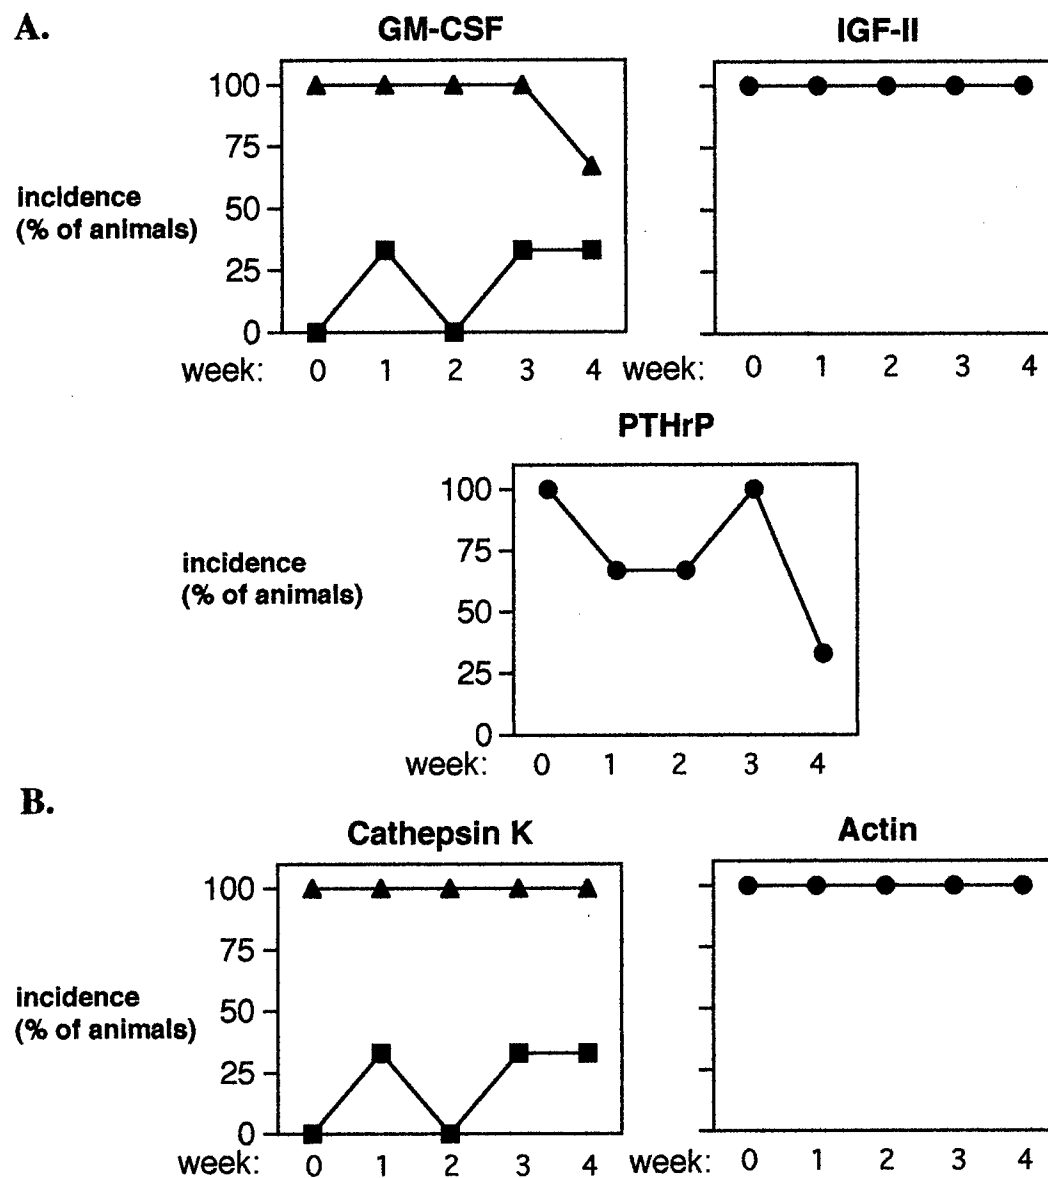 A.
GM-CSF IGF-II
100
75
50
25
0
incidence
(% of animals)
week: 0 1 2 3 4 week: 0 1 2 3 4
PTHrP
100
75
50
25
0
incidence
(% of animals)
week: 0 1 2 3 4
B.
Cathepsin K Actin
100
75
50
25
0
incidence
(% of animals)
week: 0 1 2 3 4 week: 0 1 2 3 4